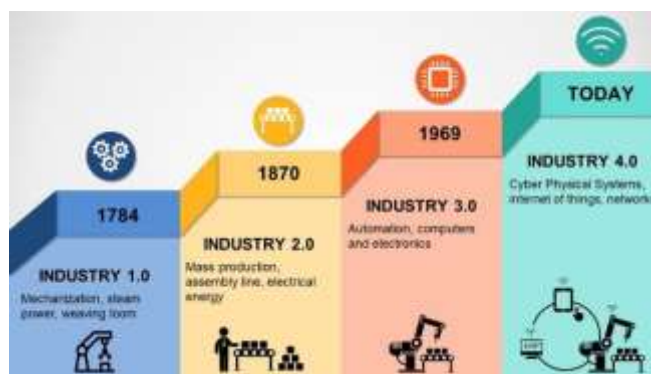 1784
INDUSTRY 1.0
Mechanization, steam
power, weaving loom
1870
INDUSTRY 2.0
Mass production,
assembly line, electrical
energy
1969
INDUSTRY 3.0
Automation, computers
and electronics
TODAY
INDUSTRY 4.0
Cyber Physical Systems,
internet of things, network